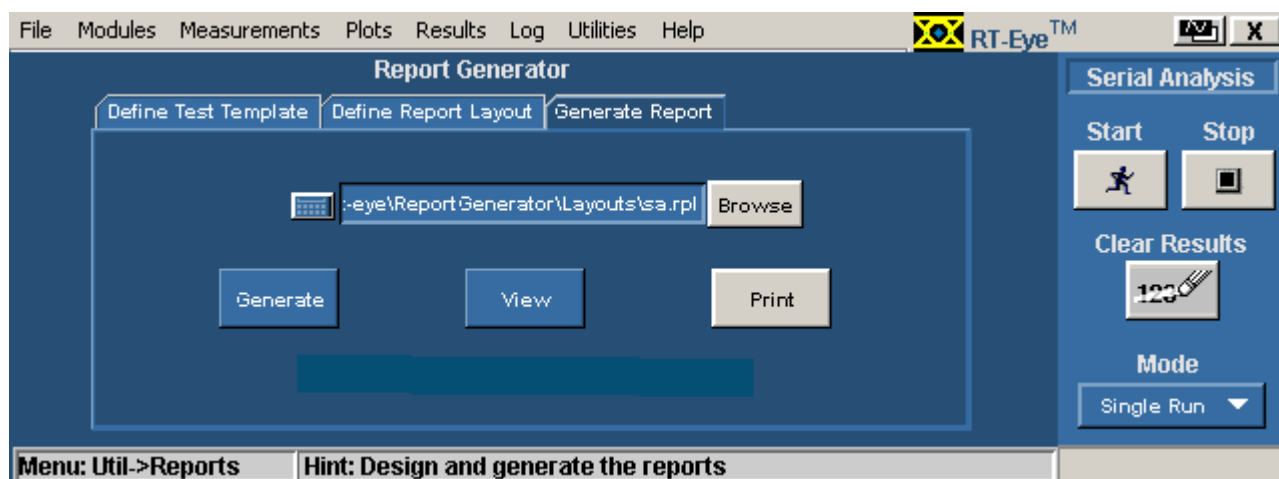 File Modules Measurements Plots Results Log Utilities Help RT-Eye™ X
Report Generator
Define Test Template Define Report Layout Generate Report
:-eye\ReportGenerator\Layouts\sa.rpl Browse
Generate View Print
Serial Analysis
Start Stop
Clear Results
123
Mode
Single Run
Menu: Util->Reports Hint: Design and generate the reports